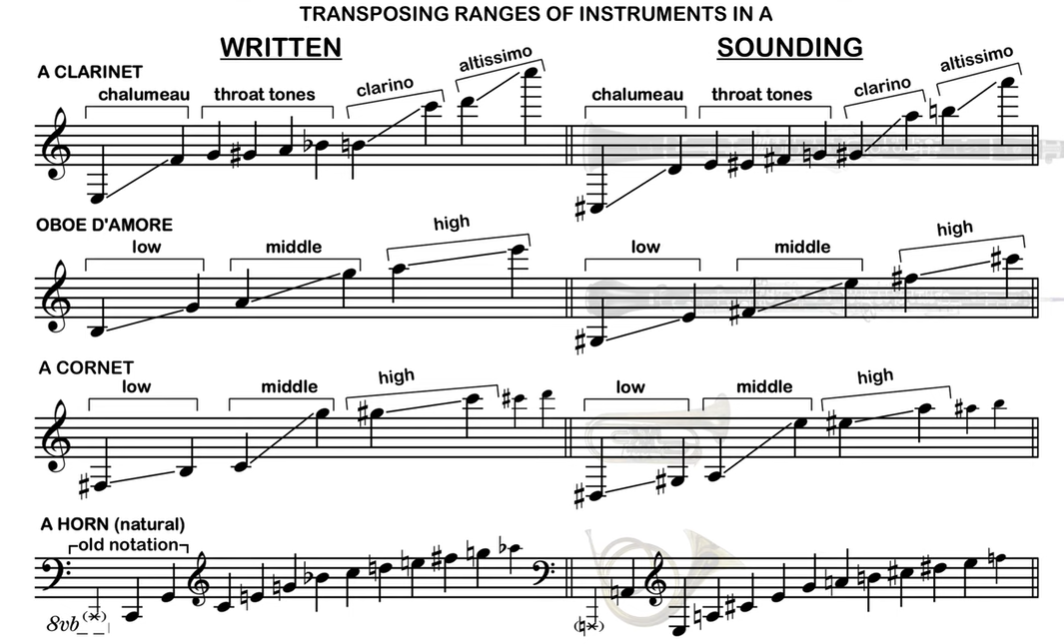 TRANSPOSING RANGES OF INSTRUMENTS IN A
WRITTEN SOUNDING
A CLARINET
chalumeau throat tones clarino altissimo chalumeau throat tones clarino altissimo
OBOE D'AMORE
low middle high low middle high
A CORNET
low middle high low middle high
A HORN (natural)
old notation
8vb